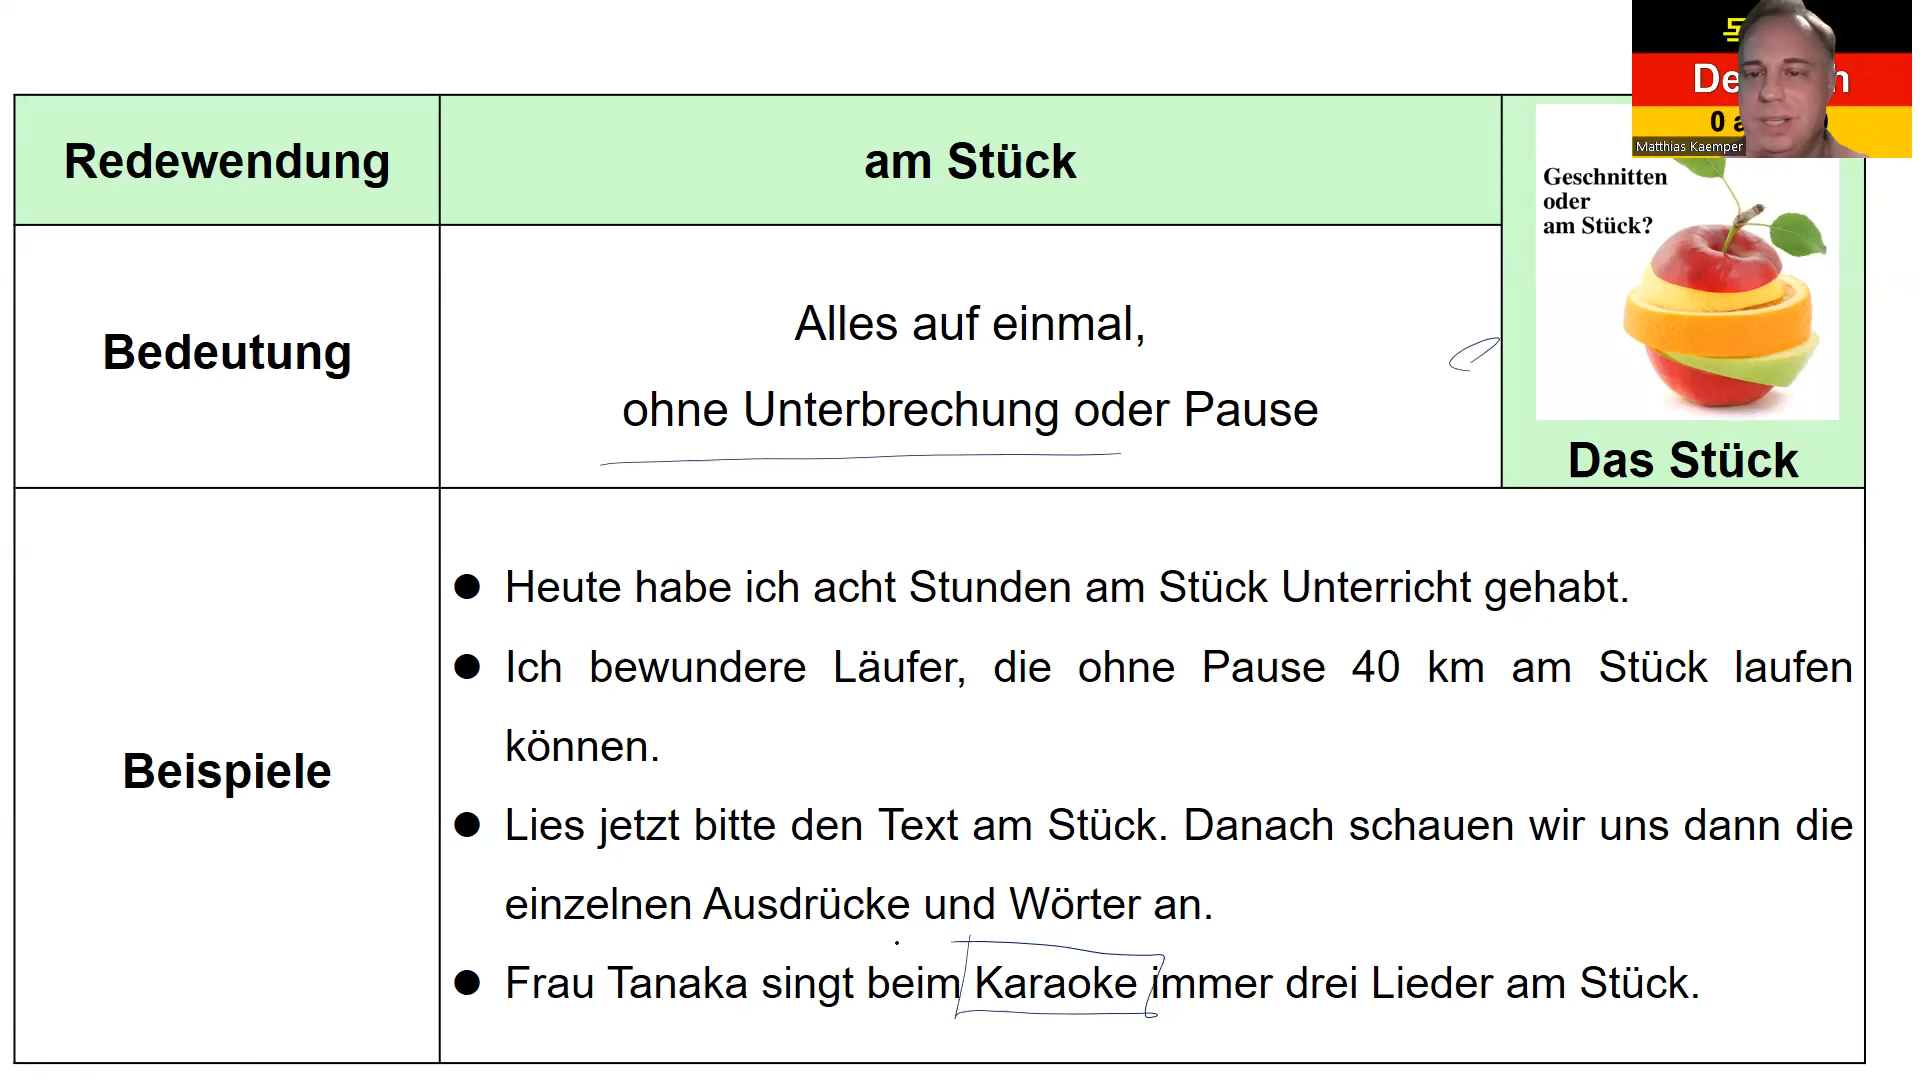 Redewendung
am Stück
Geschnitten
oder
am Stück?
Das Stück
Matthias Kaemper
Bedeutung
Alles auf einmal,
ohne Unterbrechung oder Pause
Beispiele
● Heute habe ich acht Stunden am Stück Unterricht gehabt.
● Ich bewundere Läufer, die ohne Pause 40 km am Stück laufen
können.
● Lies jetzt bitte den Text am Stück. Danach schauen wir uns dann die
einzelnen Ausdrücke und Wörter an.
● Frau Tanaka singt beim Karaoke immer drei Lieder am Stück.